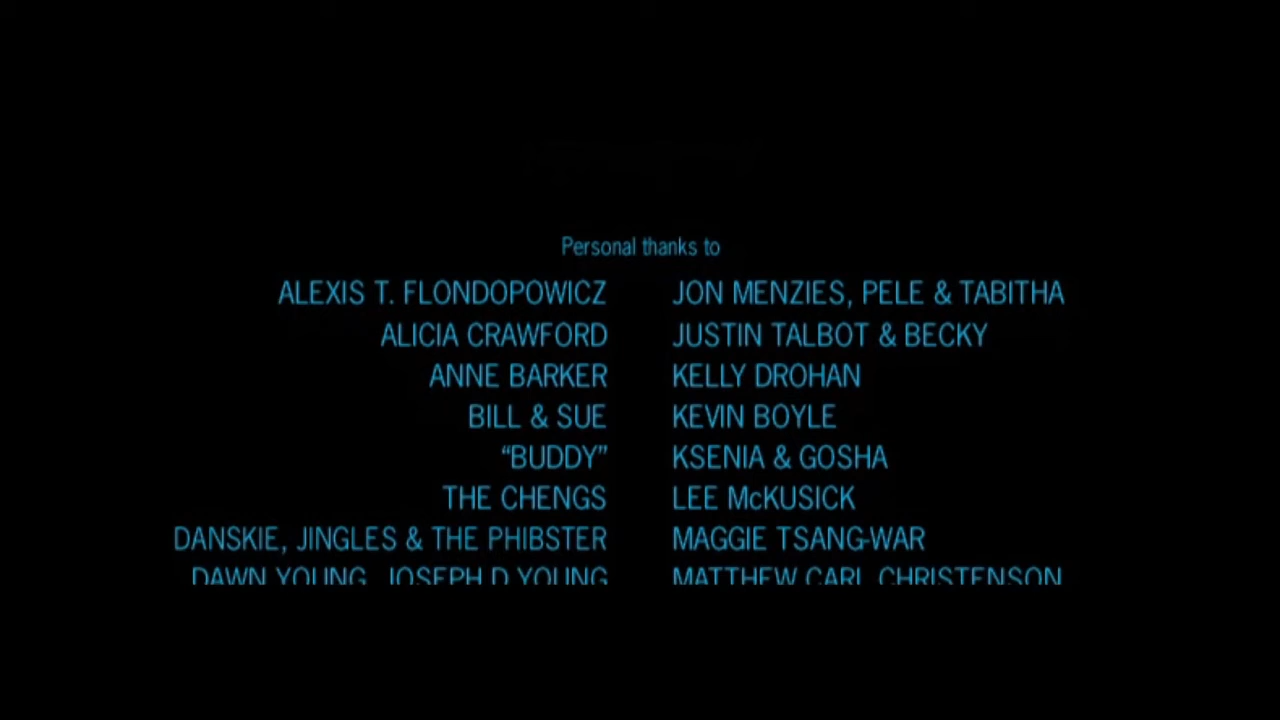 Personal thanks to
ALEXIS T. FLONDOPOWICZ
ALICIA CRAWFORD
ANNE BARKER
BILL & SUE
“BUDDY”
THE CHENGS
DANSKIE, JINGLES & THE PHIBSTER
DAWN YOUNG, JOSEPH D YOUNG
JON MENZIES, PELE & TABITHA
JUSTIN TALBOT & BECKY
KELLY DROHAN
KEVIN BOYLE
KSENIA & GOSHA
LEE McKUSICK
MAGGIE TSANG-WAR
MATTHEW CARL CHRISTENSON